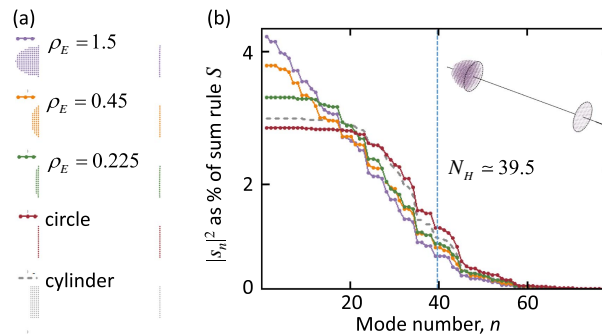 (a)
ρ_E = 1.5
ρ_E = 0.45
ρ_E = 0.225
circle
cylinder
(b)
4
2
0
20
40
60
N_H ≃ 39.5
|s_n|² as % of sum rule S
Mode number, n